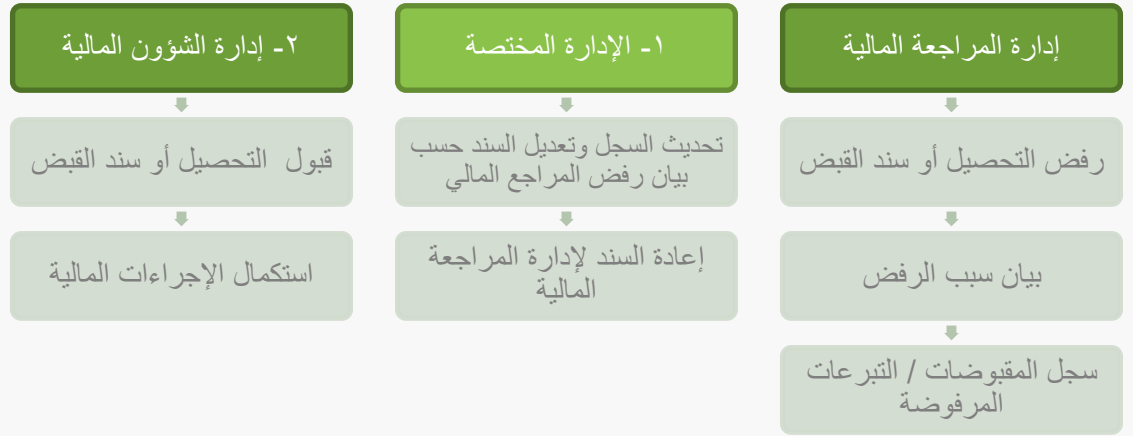 إدارة المراجعة المالية
رفض التحصيل أو سند القبض
بيان سبب الرفض
سجل المقبوضات / التبرعات
المرفوضة
١- الإدارة المختصة
تحديث السجل وتعديل السند حسب
بيان رفض المراجع المالي
إعادة السند لإدارة المراجعة
المالية
٢- إدارة الشؤون المالية
قبول التحصيل أو سند القبض
استكمال الإجراءات المالية